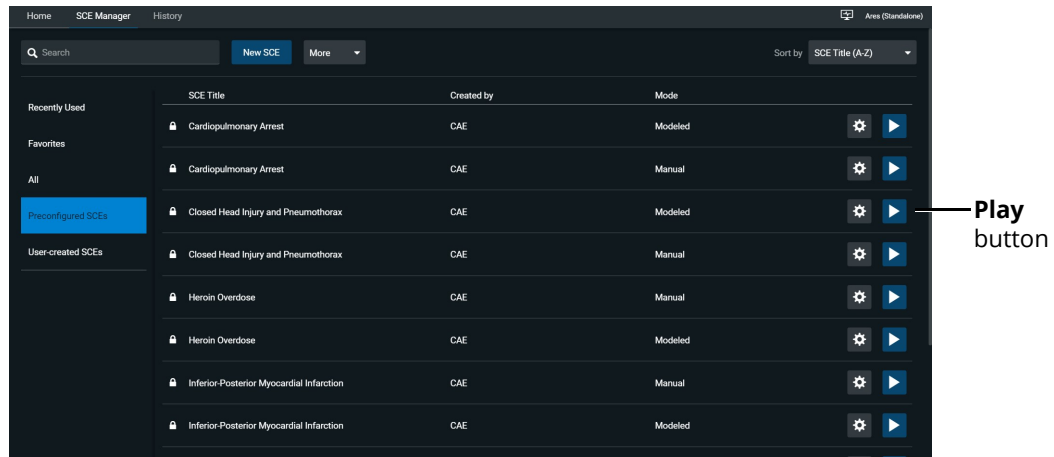 Home SCE Manager History Ares (Standalone)
Search New SCE More Sort by SCE Title (A-Z)
SCE Title Created by Mode
Recently Used
Favorites
All
Preconfigured SCEs
User-created SCEs
Cardiopulmonary Arrest CAE Modeled
Cardiopulmonary Arrest CAE Manual
Closed Head Injury and Pneumothorax CAE Modeled
Closed Head Injury and Pneumothorax CAE Manual
Heroin Overdose CAE Manual
Heroin Overdose CAE Modeled
Inferior-Posterior Myocardial Infarction CAE Manual
Inferior-Posterior Myocardial Infarction CAE Modeled
Play
button